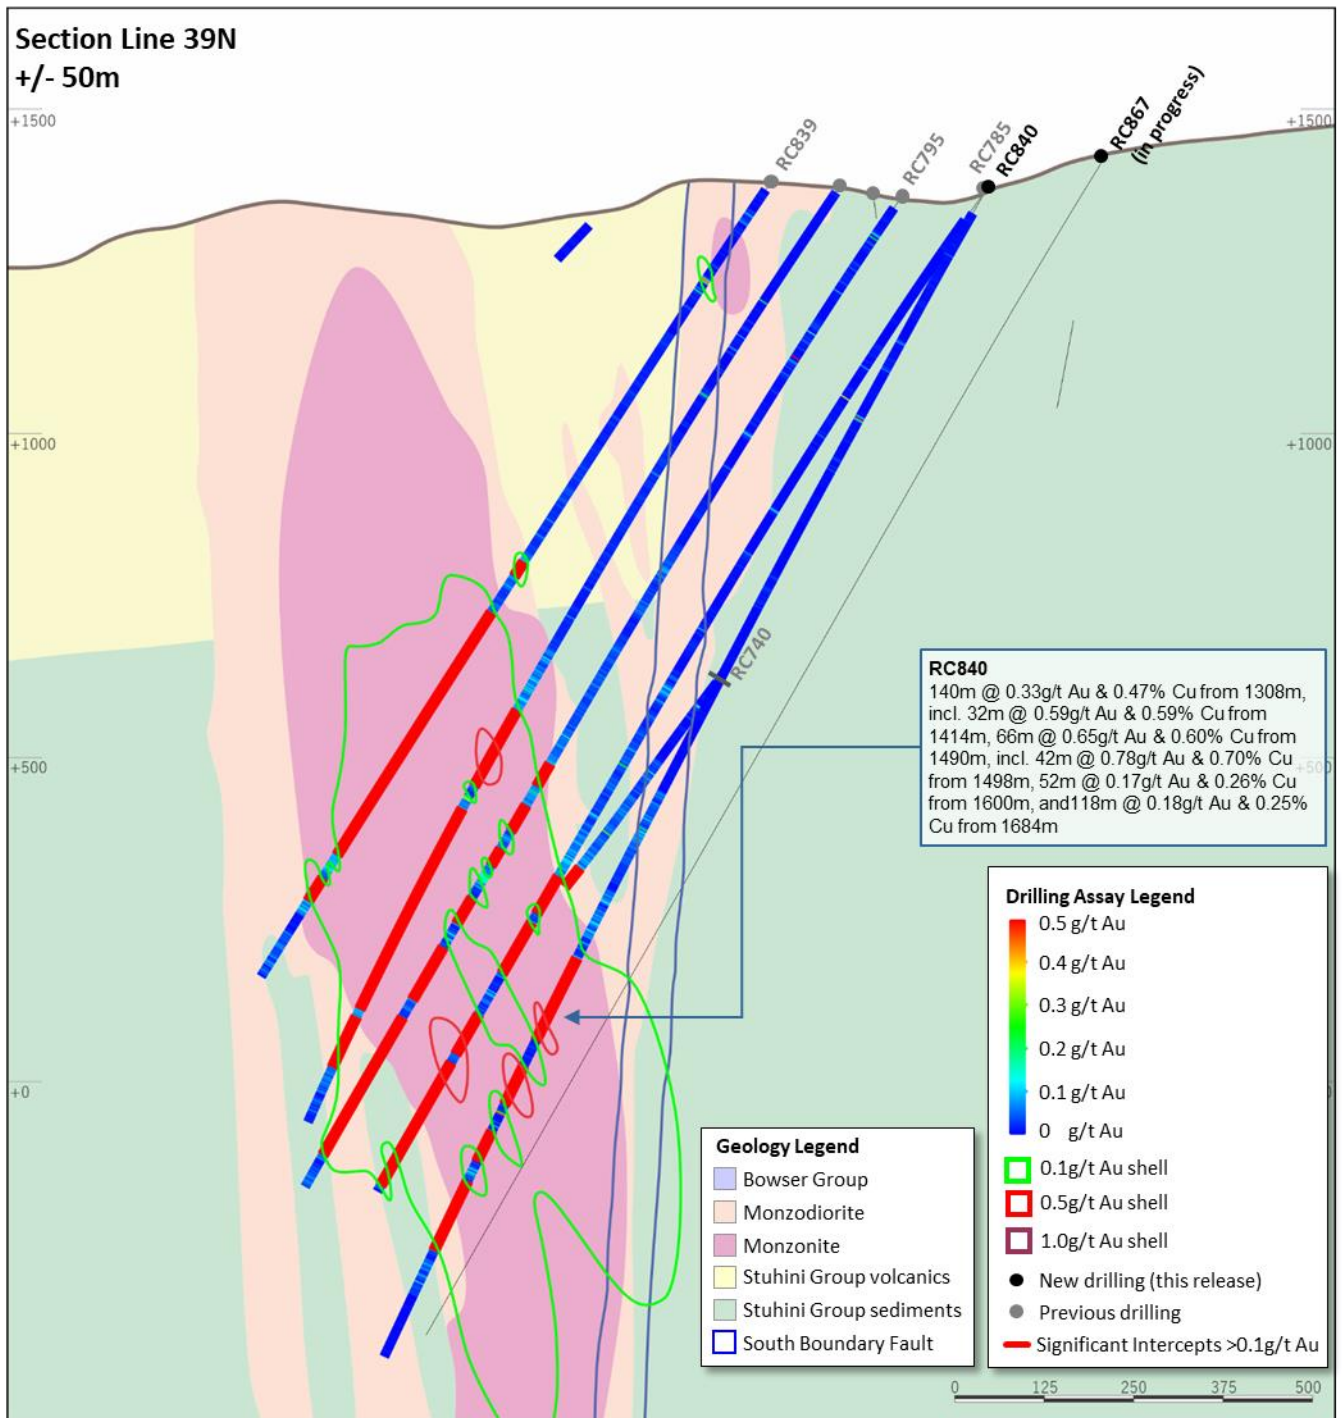 Section Line 39N
+/- 50m
+1500
+1500
RC839
RC795
RC785
RC840
RC867
(in progress)
+1000
+1000
RC740
+500
+500
RC840
140m @ 0.33g/t Au & 0.47% Cu from 1308m,
incl. 32m @ 0.59g/t Au & 0.59% Cu from
1414m, 66m @ 0.65g/t Au & 0.60% Cu from
1490m, incl. 42m @ 0.78g/t Au & 0.70% Cu
from 1498m, 52m @ 0.17g/t Au & 0.26% Cu
from 1600m, and118m @ 0.18g/t Au & 0.25%
Cu from 1684m
+0
Drilling Assay Legend
0.5 g/t Au
0.4 g/t Au
0.3 g/t Au
0.2 g/t Au
0.1 g/t Au
0 g/t Au
0.1g/t Au shell
0.5g/t Au shell
1.0g/t Au shell
New drilling (this release)
Previous drilling
Significant Intercepts >0.1g/t Au
Geology Legend
Bowser Group
Monzodiorite
Monzonite
Stuhini Group volcanics
Stuhini Group sediments
South Boundary Fault
0 125 250 375 500